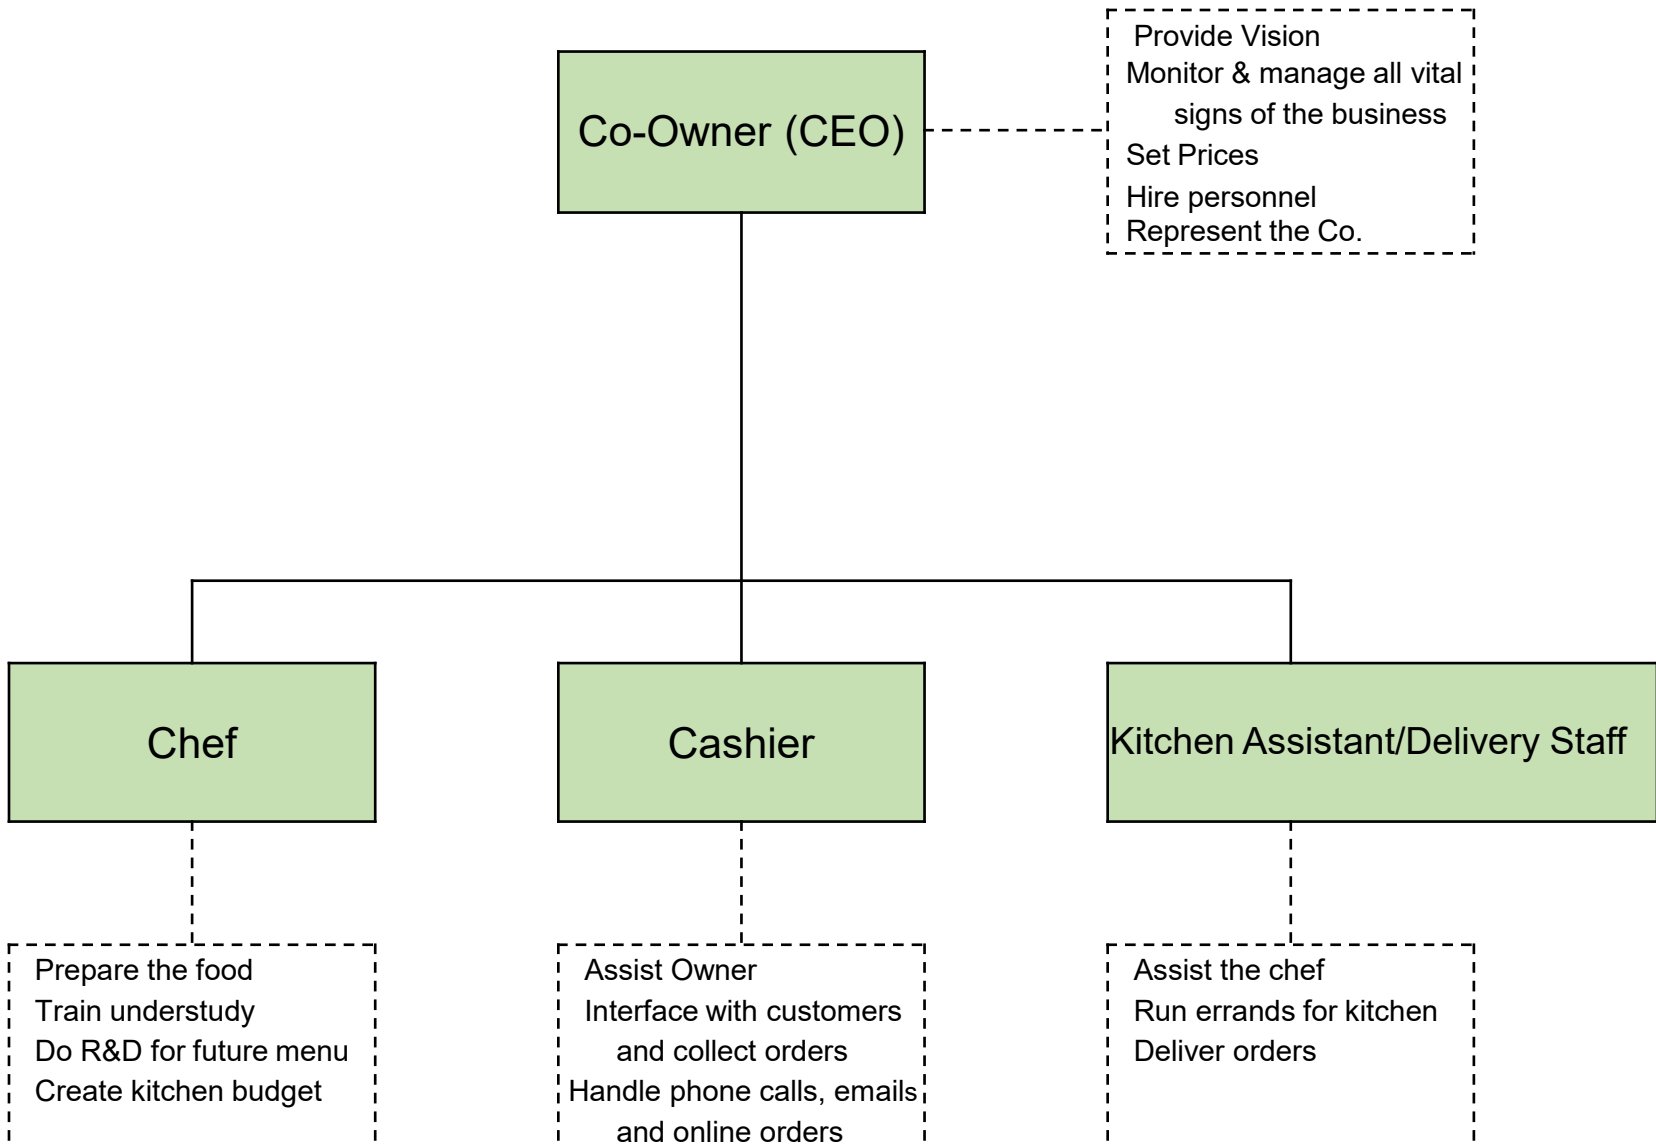 Provide Vision
Monitor & manage all vital
signs of the business
Set Prices
Hire personnel
Represent the Co.
Co-Owner (CEO)
Chef
Cashier
Kitchen Assistant/Delivery Staff
Prepare the food
Train understudy
Do R&D for future menu
Create kitchen budget
Assist Owner
Interface with customers
and collect orders
Handle phone calls, emails
and online orders
Assist the chef
Run errands for kitchen
Deliver orders